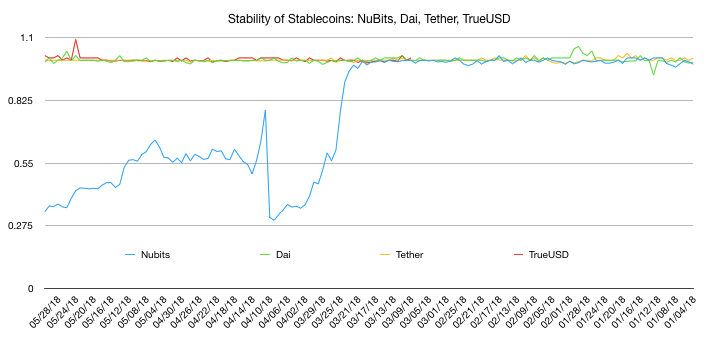 Stability of Stablecoins: NuBits, Dai, Tether, TrueUSD
1.1
0.825
0.55
0.275
0
Nubits Dai Tether TrueUSD
05/28/18 05/24/18 05/20/18 05/16/18 05/12/18 05/08/18 05/04/18 04/30/18 04/26/18 04/22/18 04/18/18 04/14/18 04/10/18 04/06/18 04/02/18 03/29/18 03/25/18 03/21/18 03/17/18 03/13/18 03/09/18 03/05/18 03/01/18 02/25/18 02/21/18 02/17/18 02/13/18 02/09/18 02/05/18 02/01/18 01/28/18 01/24/18 01/20/18 01/16/18 01/12/18 01/08/18 01/04/18